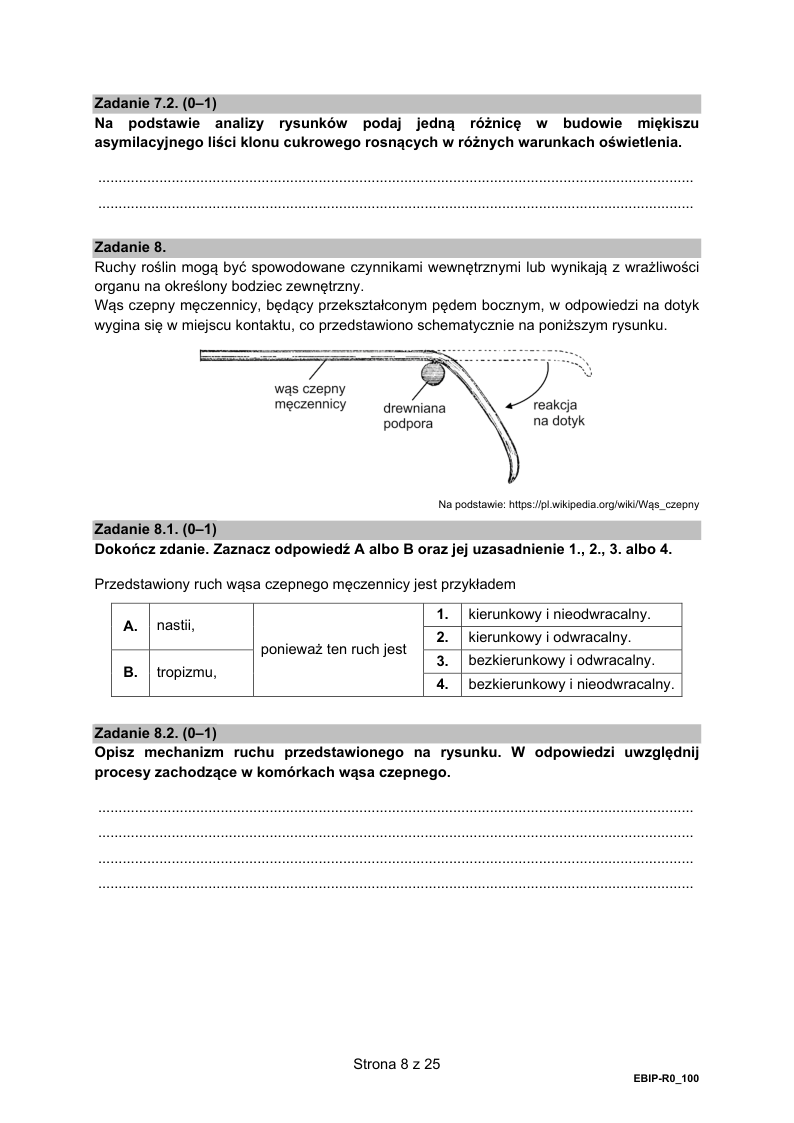 Zadanie 7.2. (0–1)
Na podstawie analizy rysunków podaj jedną różnicę w budowie miękiszu
asymilacyjnego liści klonu cukrowego rosnących w różnych warunkach oświetlenia.
....................................................................................................................................................
....................................................................................................................................................
Zadanie 8.
Ruchy roślin mogą być spowodowane czynnikami wewnętrznymi lub wynikają z wrażliwości
organu na określony bodziec zewnętrzny.
Wąs czepny męczennicy, będący przekształconym pędem bocznym, w odpowiedzi na dotyk
wygina się w miejscu kontaktu, co przedstawiono schematycznie na poniższym rysunku.
wąs czepny
męczennicy
drewniana
podpora
reakcja
na dotyk
Na podstawie: https://pl.wikipedia.org/wiki/Wąs_czepny
Zadanie 8.1. (0–1)
Dokończ zdanie. Zaznacz odpowiedź A albo B oraz jej uzasadnienie 1., 2., 3. albo 4.
Przedstawiony ruch wąsa czepnego męczennicy jest przykładem
A. nastii,
B. tropizmu,
ponieważ ten ruch jest
1. kierunkowy i nieodwracalny.
2. kierunkowy i odwracalny.
3. bezkierunkowy i odwracalny.
4. bezkierunkowy i nieodwracalny.
Zadanie 8.2. (0–1)
Opisz mechanizm ruchu przedstawionego na rysunku. W odpowiedzi uwzględnij
procesy zachodzące w komórkach wąsa czepnego.
....................................................................................................................................................
....................................................................................................................................................
....................................................................................................................................................
....................................................................................................................................................
Strona 8 z 25
EBIP-R0_100